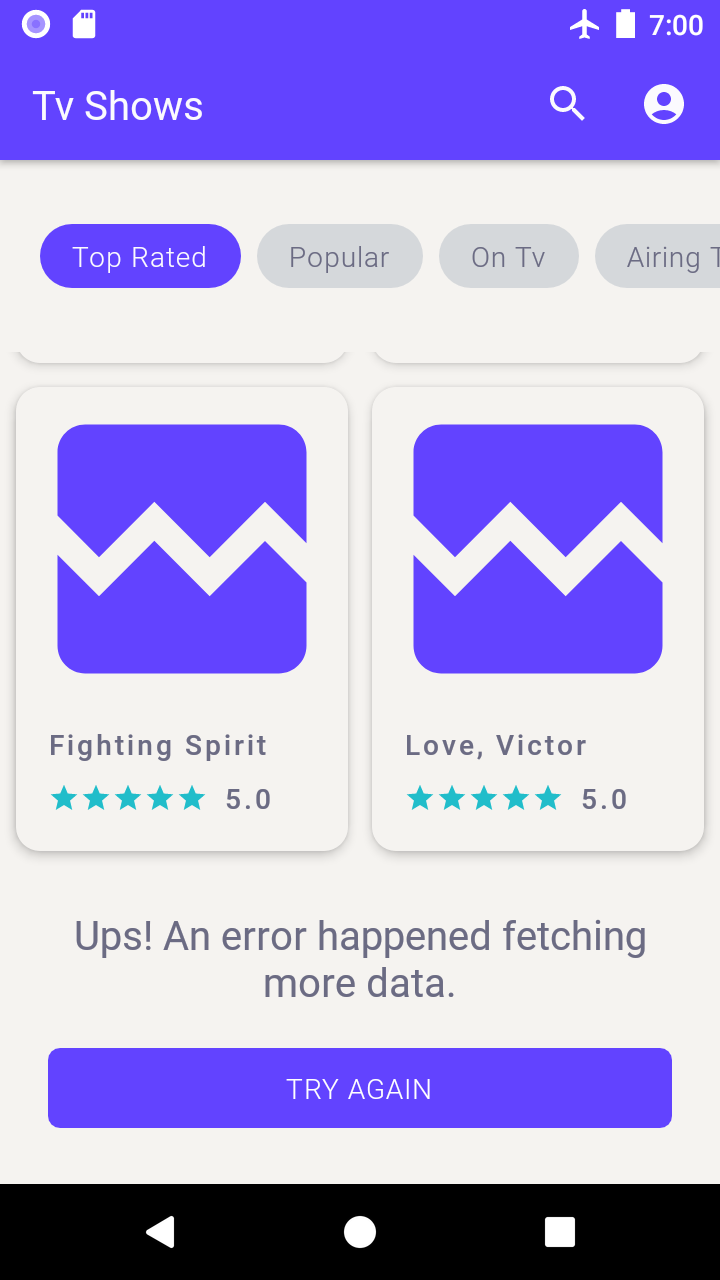 7:00
Tv Shows
Top Rated
Popular
On Tv
Airing
Fighting Spirit
Love, Victor
5.0
5.0
Ups! An error happened fetching
more data.
TRY AGAIN